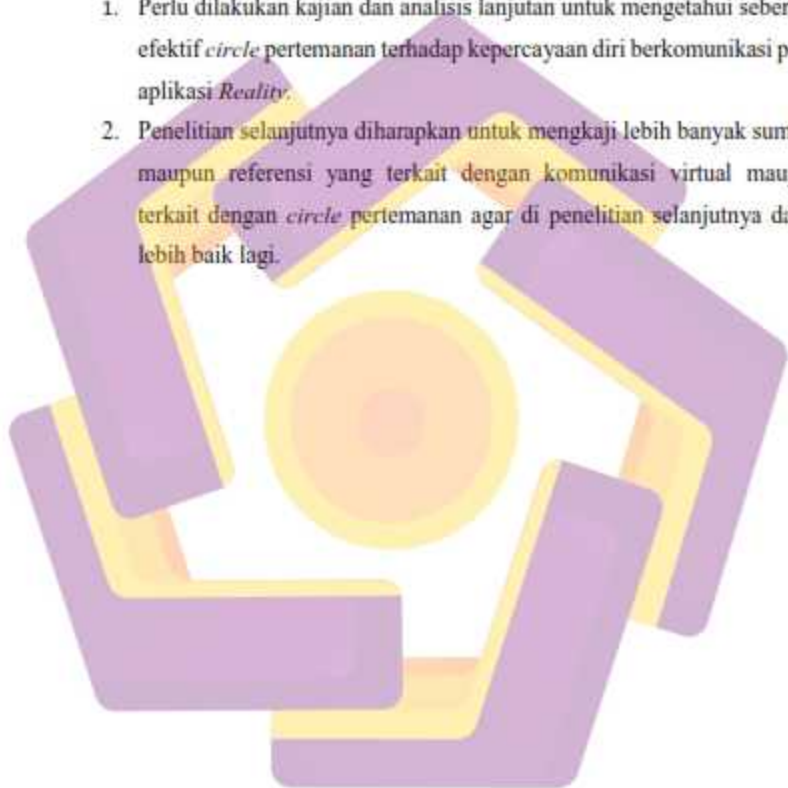 1. Perlu dilakukan kajian dan analisis lanjutan untuk mengetahui seber
efektif circle pertemanan terhadap kepercayaan diri berkomunikasi p
aplikasi Reality.
2. Penelitian selanjutnya diharapkan untuk mengkaji lebih banyak sum
maupun referensi yang terkait dengan komunikasi virtual mau
terkait dengan circle pertemanan agar di penelitian selanjutnya da
lebih baik lagi.